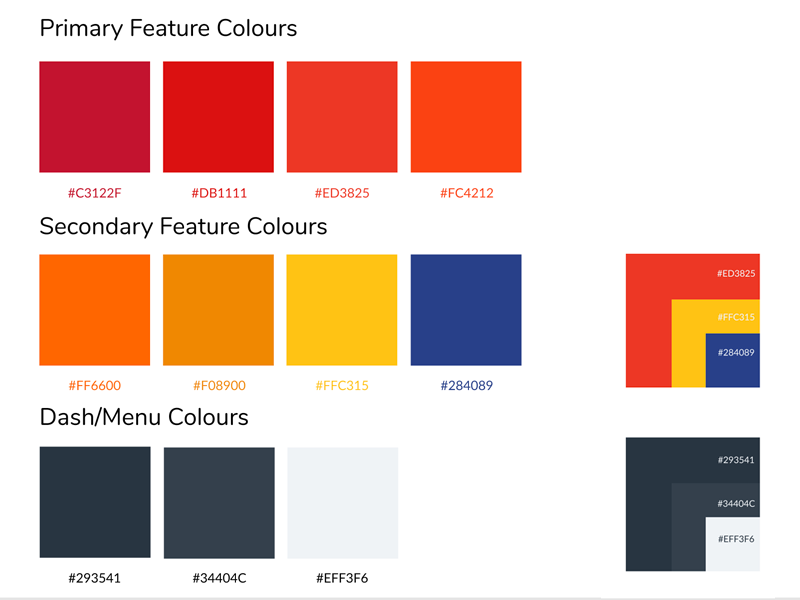 Primary Feature Colours
#C3122F #DB1111 #ED3825 #FC4212
Secondary Feature Colours
#FF6600 #F08900 #FFC315 #284089
#ED3825
#FFC315
#284089
Dash/Menu Colours
#293541 #34404C #EFF3F6
#293541
#34404C
#EFF3F6